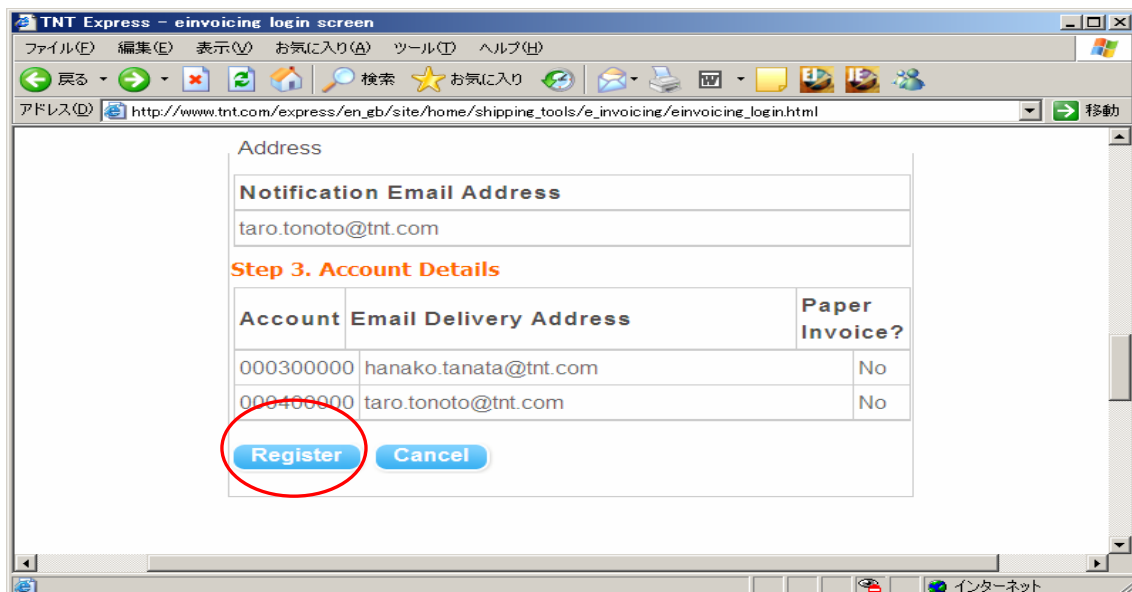 TNT Express - einvoicing login screen
ファイル(F) 編集(E) 表示(V) お気に入り(A) ツール(T) ヘルプ(H)
戻る 検索 お気に入り
アドレス(D) http://www.tnt.com/express/en_gb/site/home/shipping_tools/e_invoicing/einvoicing_login.html 移動
Address
Notification Email Address
taro.tonoto@tnt.com
Step 3. Account Details
Account Email Delivery Address Paper Invoice?
000300000 hanako.tanata@tnt.com No
000400000 taro.tonoto@tnt.com No
Register Cancel
インターネット